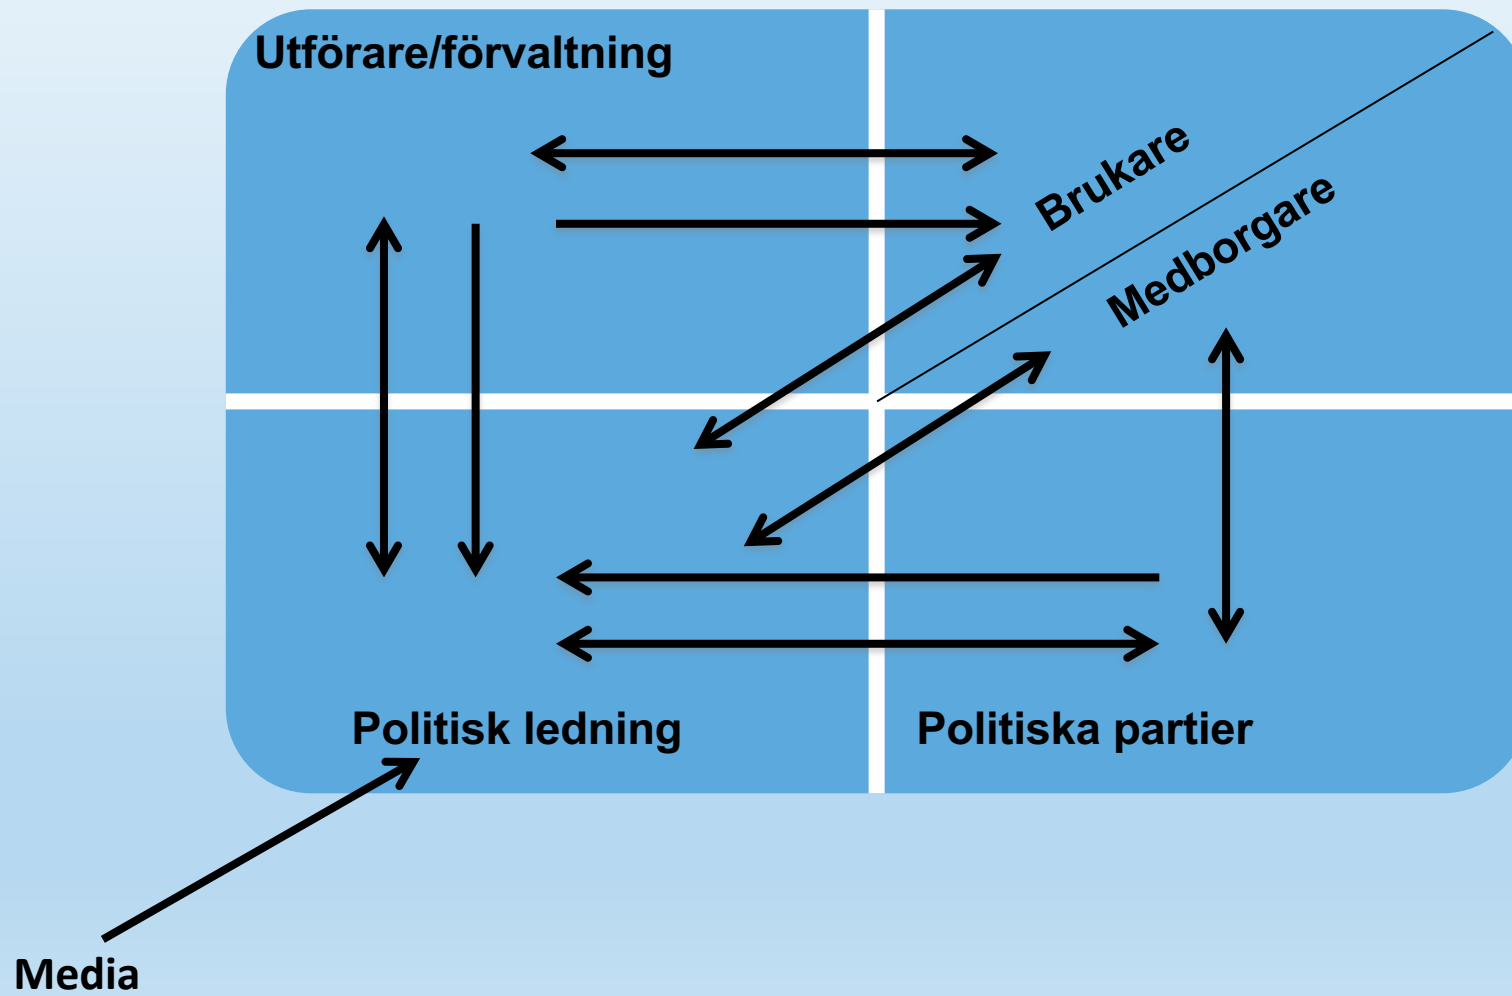 Utförare/förvaltning
Brukare
Medborgare
Politisk ledning
Politiska partier
Media